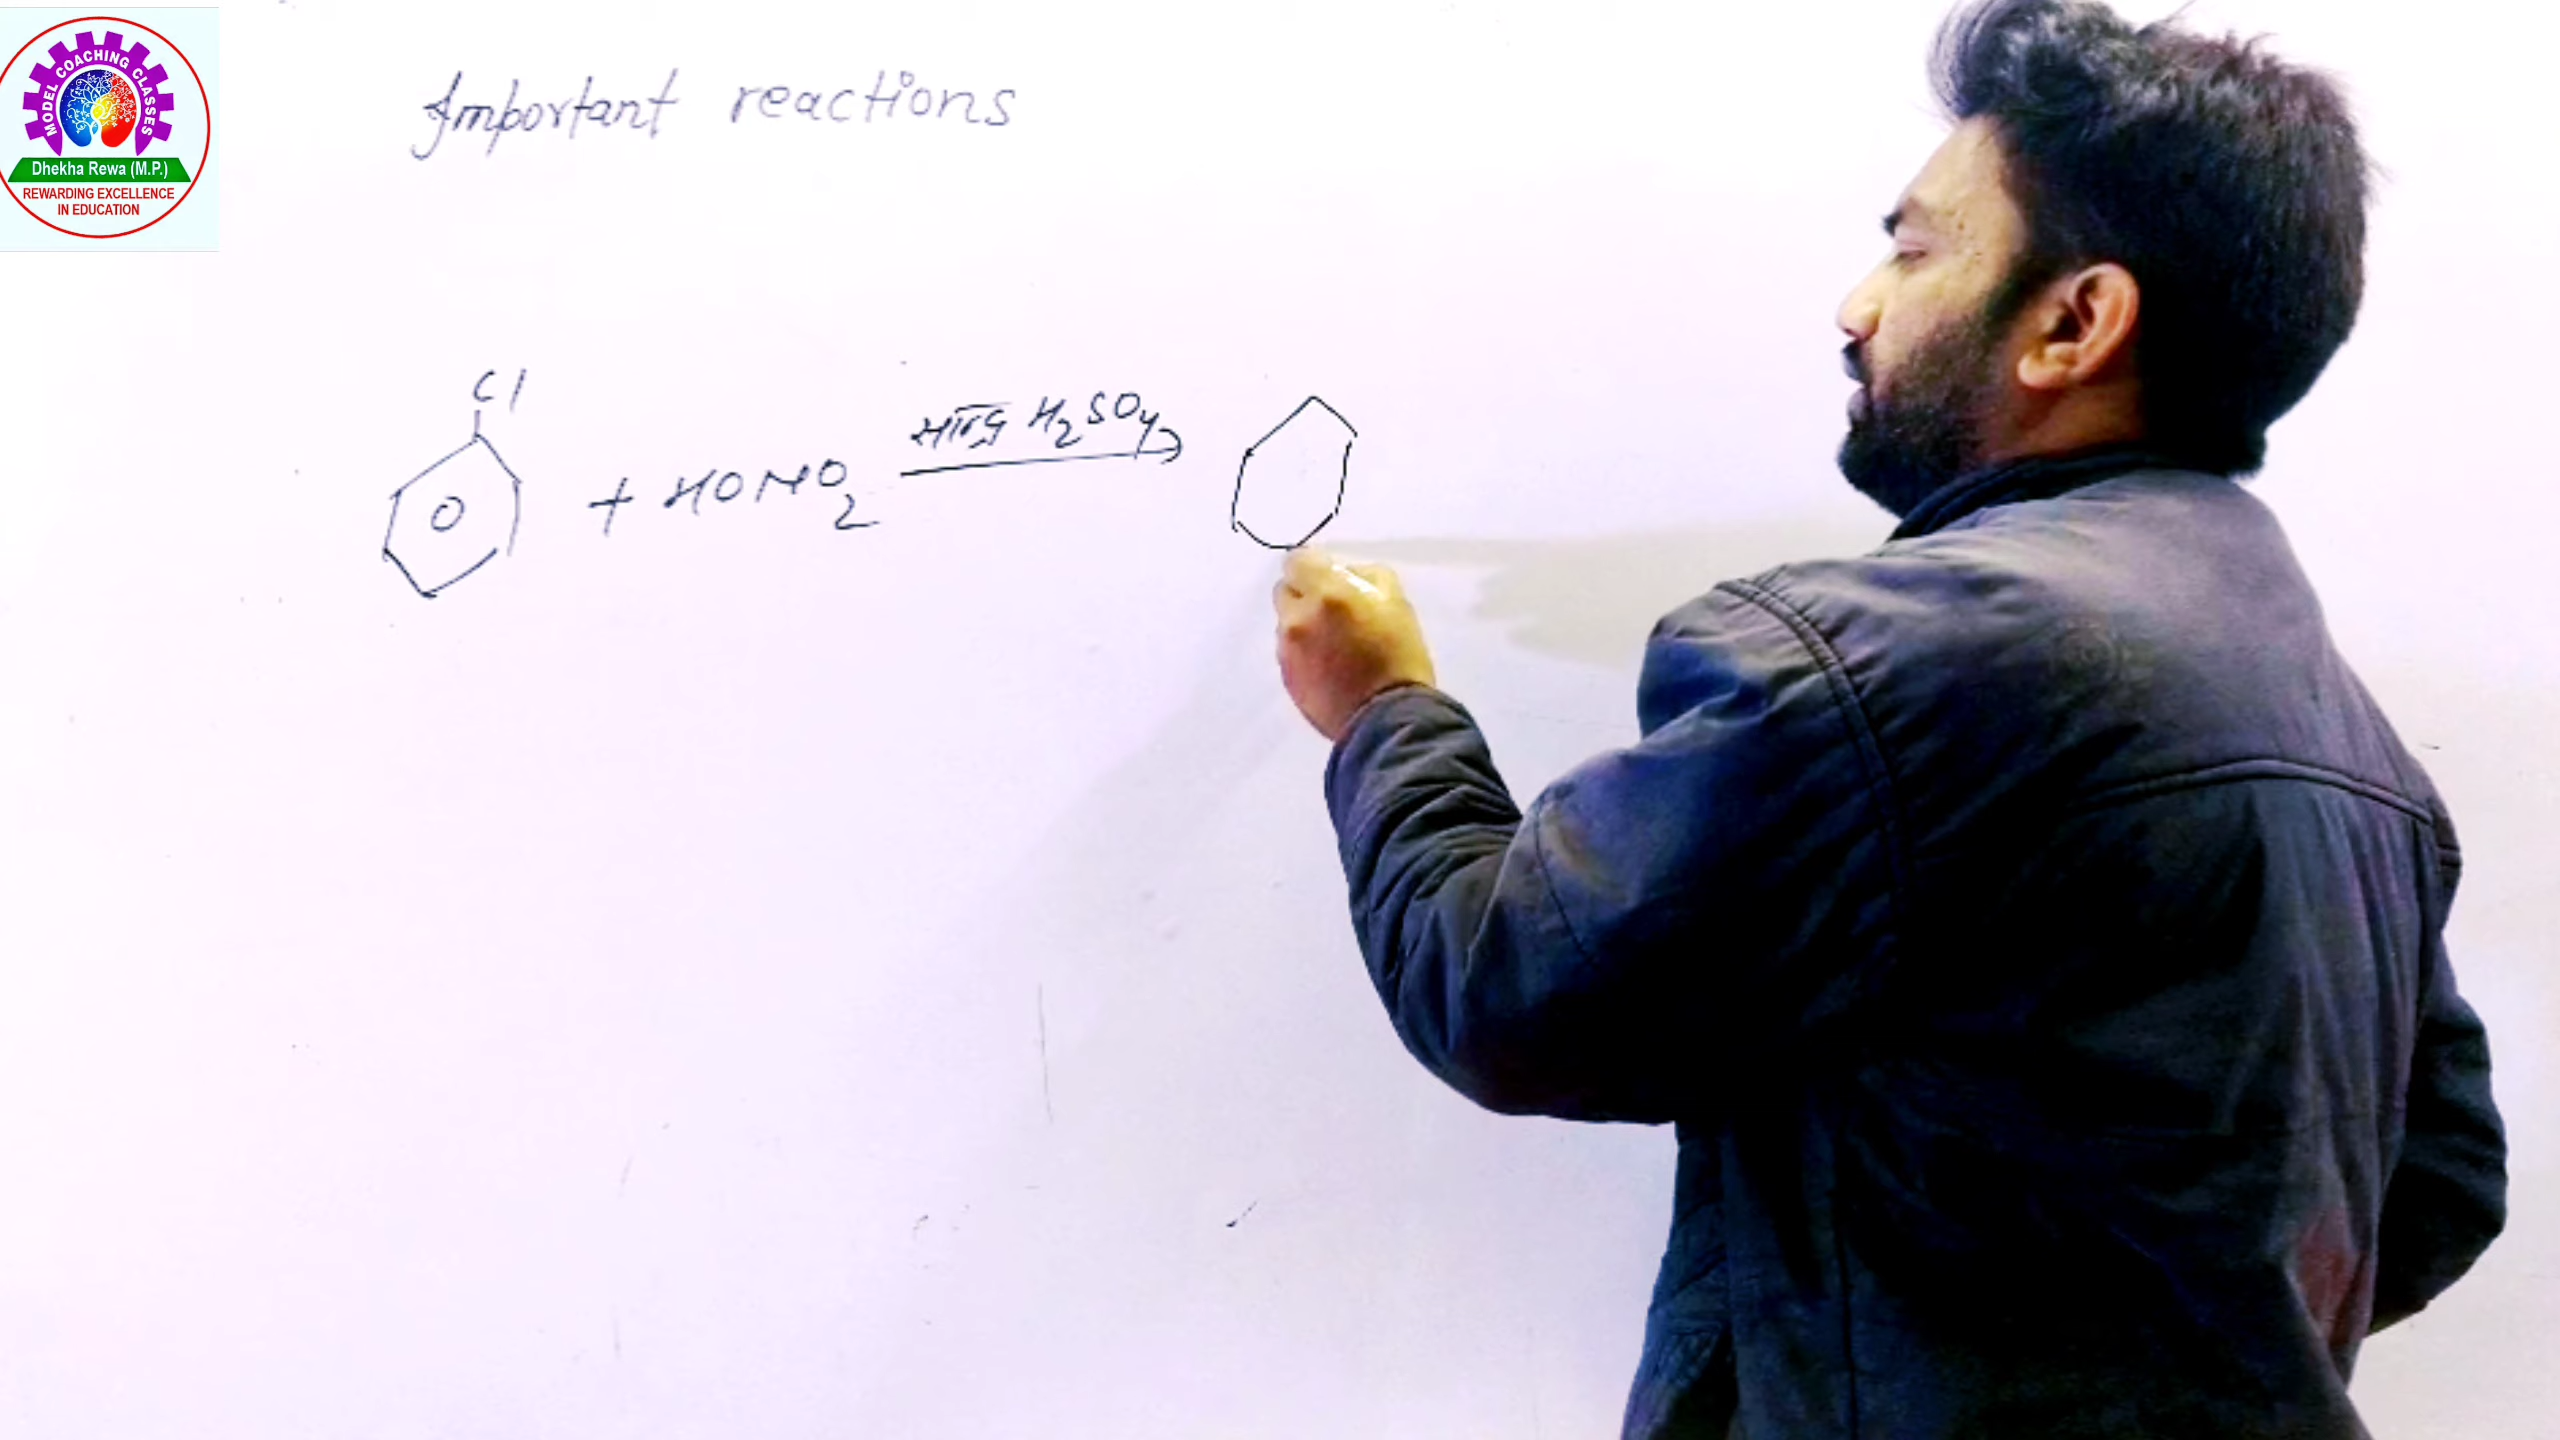 MODEL COACHING CLASSES
Dhekha Rewa (M.P.)
REWARDING EXCELLENCE
IN EDUCATION
Important reactions
Cl
+ HONO2 सान्द्र H2SO4